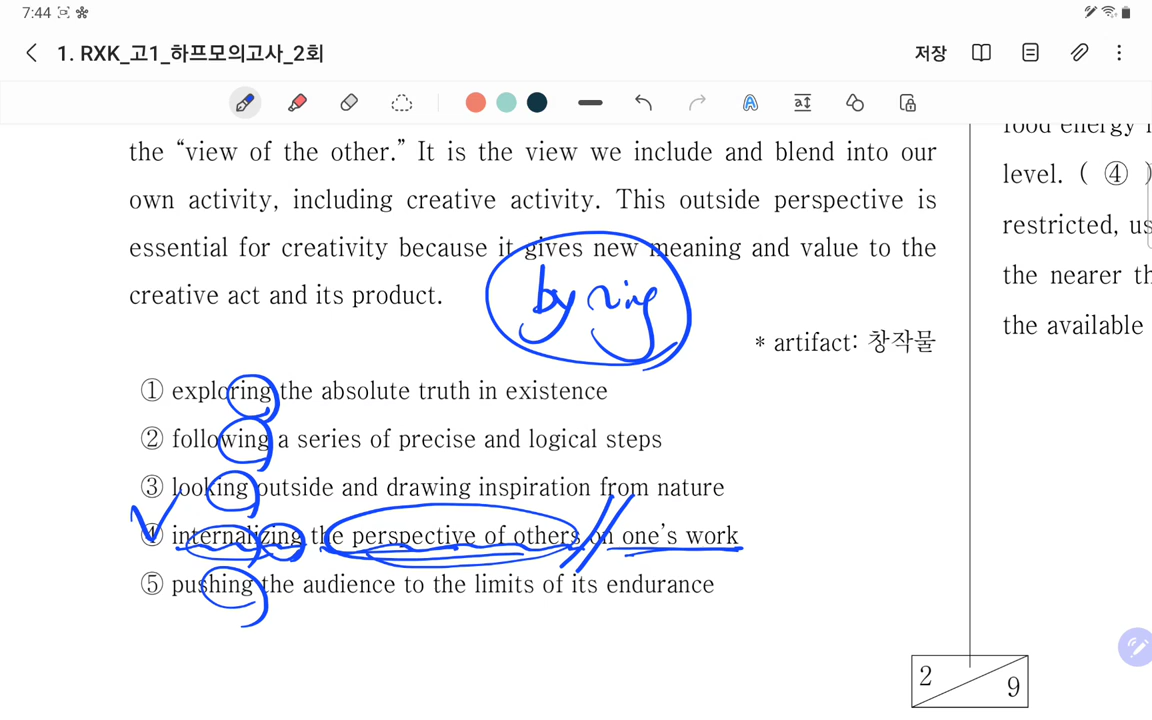 7:44
1. RXK_고1_하프모의고사_2회
저장
the “view of the other.” It is the view we include and blend into our
own activity, including creative activity. This outside perspective is
essential for creativity because it gives new meaning and value to the
creative act and its product.
by ~ing
* artifact: 창작물
① exploring the absolute truth in existence
② following a series of precise and logical steps
③ looking outside and drawing inspiration from nature
④ internalizing the perspective of others on one's work
⑤ pushing the audience to the limits of its endurance
food energy
level. ( ④ )
restricted, us
the nearer th
the available
2
9